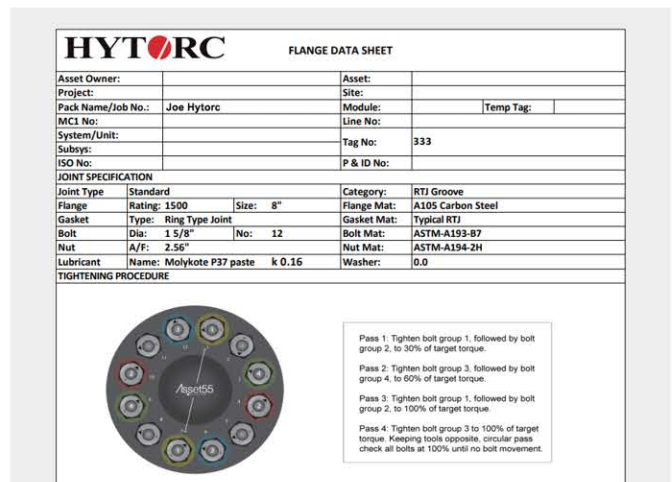 HYTORC
FLANGE DATA SHEET
Asset Owner: Asset:
Project: Site:
Pack Name/Job No.: Joe Hytorc Module: Temp Tag:
MC1 No: Line No:
System/Unit:
Tag No: 333
Subsys:
ISO No: P & ID No:
JOINT SPECIFICATION
Joint Type Standard Category: RTJ Groove
Flange Rating: 1500 Size: 8" Flange Mat: A105 Carbon Steel
Gasket Type: Ring Type Joint Gasket Mat: Typical RTJ
Bolt Dia: 1 5/8" No: 12 Bolt Mat: ASTM-A193-B7
Nut A/F: 2.56" Nut Mat: ASTM-A194-2H
Lubricant Name: Molykote P37 paste k 0.16 Washer: 0.0
TIGHTENING PROCEDURE
Asset55
Pass 1: Tighten bolt group 1, followed by bolt
group 2, to 30% of target torque.
Pass 2: Tighten bolt group 3, followed by bolt
group 4, to 60% of target torque.
Pass 3: Tighten bolt group 1, followed by bolt
group 2, to 100% of target torque.
Pass 4: Tighten bolt group 3 to 100% of target
torque. Keeping tools opposite, circular pass
check all bolts at 100% until no bolt movement.